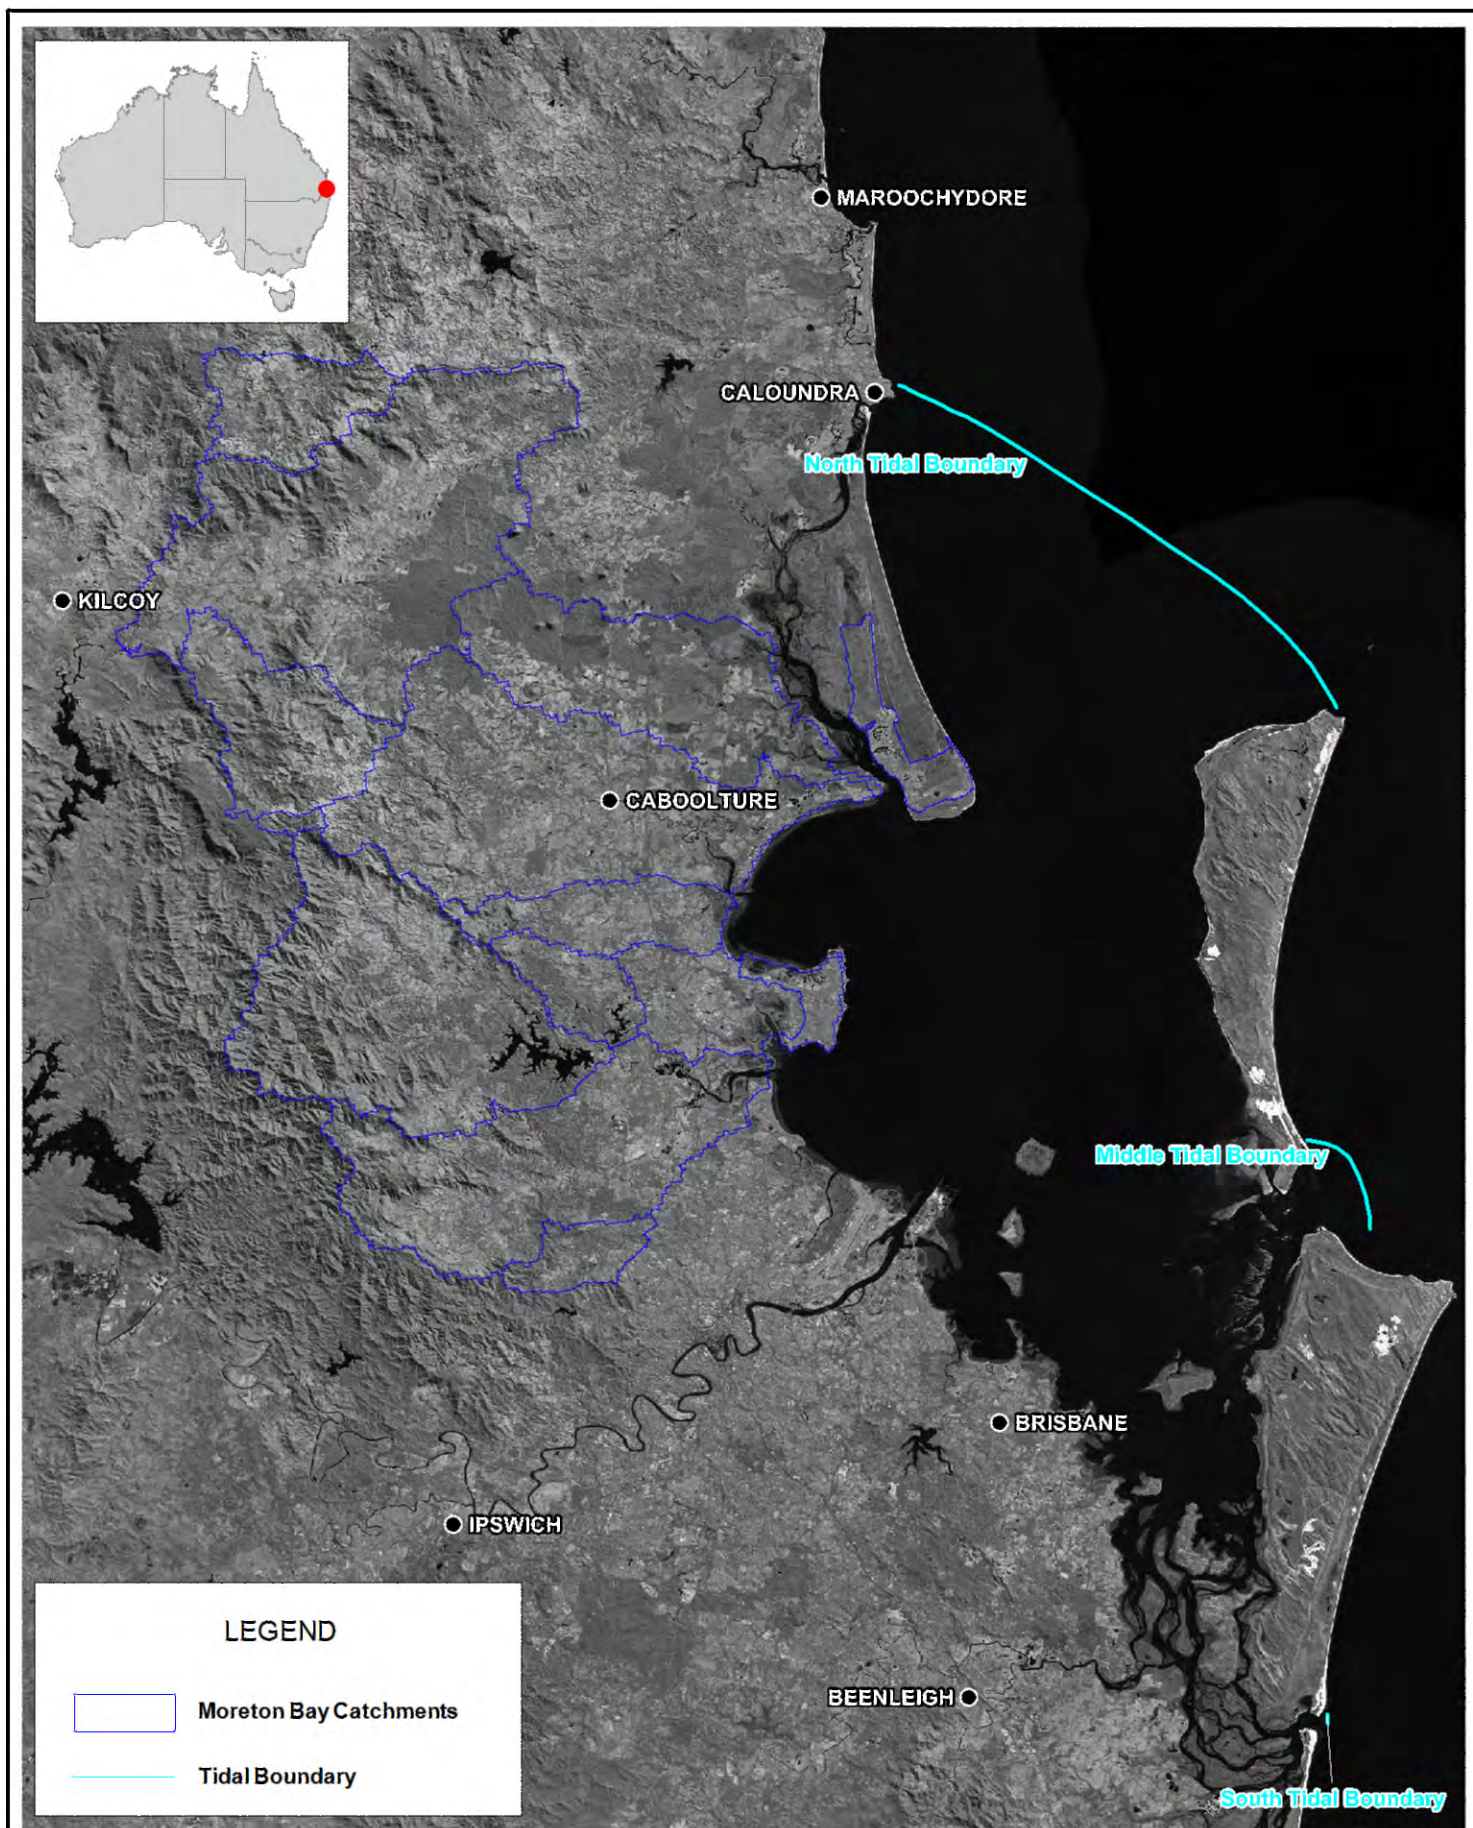 MAROOCHYDORE
CALOUNDRA
North Tidal Boundary
KILCOY
CABOOLTURE
Middle Tidal Boundary
BRISBANE
IPSWICH
LEGEND
Moreton Bay Catchments
BEENLEIGH
Tidal Boundary
South Tidal Boundary